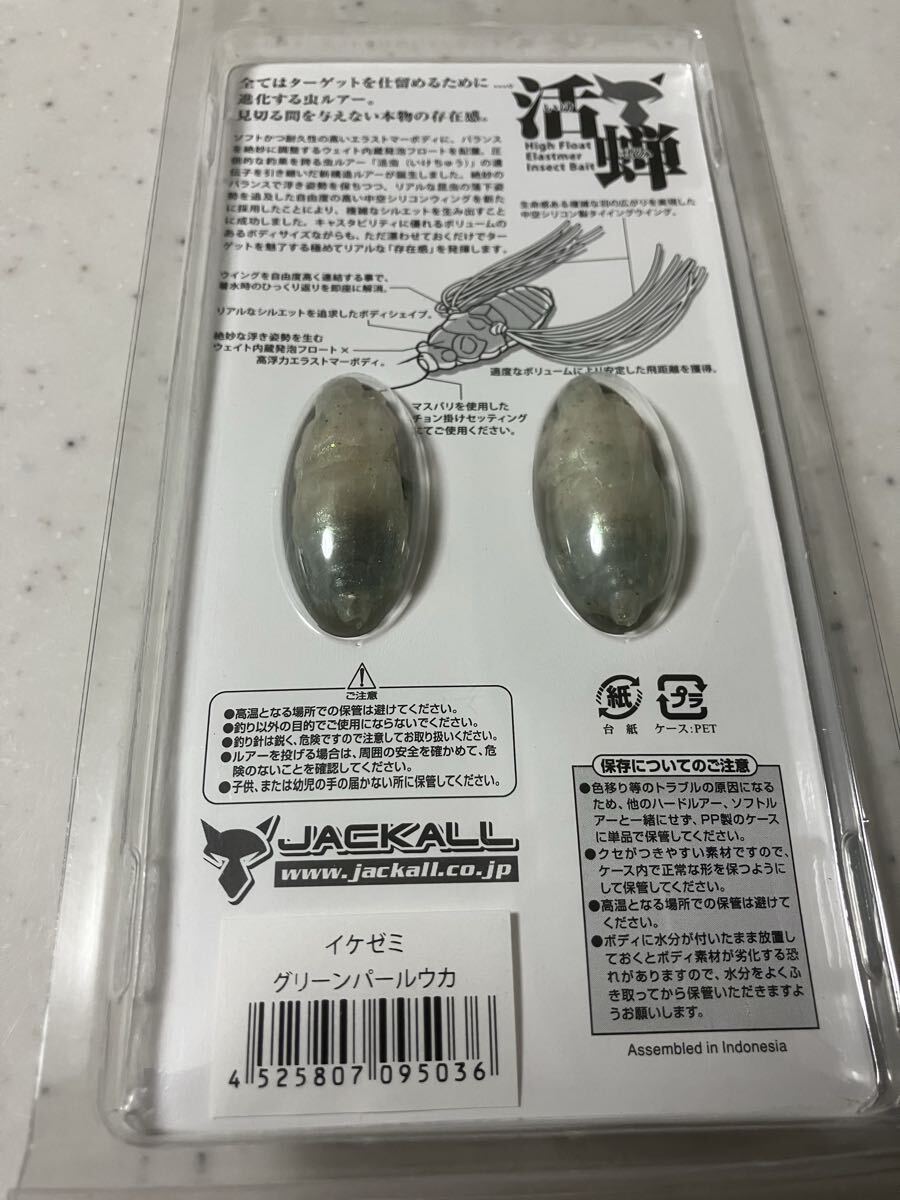 全てはターゲットを仕留めるために……。
進化する虫ルアー。
見切る間を与えない本物の存在感。
ソフトかつ耐久性の高いエラストマーボディに、バランス
を絶妙に調整するウェイト内蔵発泡フロートを配置。圧
倒的な釣果を誇る虫ルアー「活虫(いけちゅう)」の遺
伝子を引き継いだ新構造ルアーが誕生しました。絶妙の
バランスで浮き姿勢を保ちつつ、リアルな昆虫の落下姿
勢を追及した自由度の高い中空シリコンウィングを新た
に採用したことにより、複雑なシルエットを生み出すこと
に成功しました。キャスタビリティに優れるボリュームの
あるボディサイズながらも、ただ漂わせておくだけでター
ゲットを魅了する極めてリアルな「存在感」を発揮します。
活蝉
High Float
Elastmer
Insect Bait
生命感ある複雑な羽の広がりを実現した
中空シリコン製タイイングウイング。
ウイングを自由度高く連結する事で、
着水時のひっくり返りを即座に解消。
リアルなシルエットを追求したボディシェイプ。
絶妙な浮き姿勢を生む
ウェイト内蔵発泡フロート×
高浮力エラストマーボディ。
適度なボリュームにより安定した飛距離を獲得。
マスバリを使用した
チョン掛けセッティング
にてご使用ください。
ご注意
●高温となる場所での保管は避けてください。
●釣り以外の目的でご使用にならないでください。
●釣り針は鋭く、危険ですので注意してお取り扱いください。
●ルアーを投げる場合は、周囲の安全を確かめて、危
険のないことを確認してください。
●子供、または幼児の手の届かない所に保管してください。
紙
台紙
プラ
ケース:PET
保存についてのご注意
●色移り等のトラブルの原因になる
ため、他のハードルアー、ソフトル
アーと一緒にせず、PP製のケース
に単品で保管してください。
●クセがつきやすい素材ですので、
ケース内で正常な形を保つように
して保管してください。
●高温となる場所での保管は避けて
ください。
●ボディに水分が付いたまま放置し
ておくとボディ素材が劣化する恐
れがありますので、水分をよくふ
き取ってから保管いただきますよ
うお願いします。
JACKALL
www.jackall.co.jp
イケゼミ
グリーンパールウカ
4 525807 095036
Assembled in Indonesia